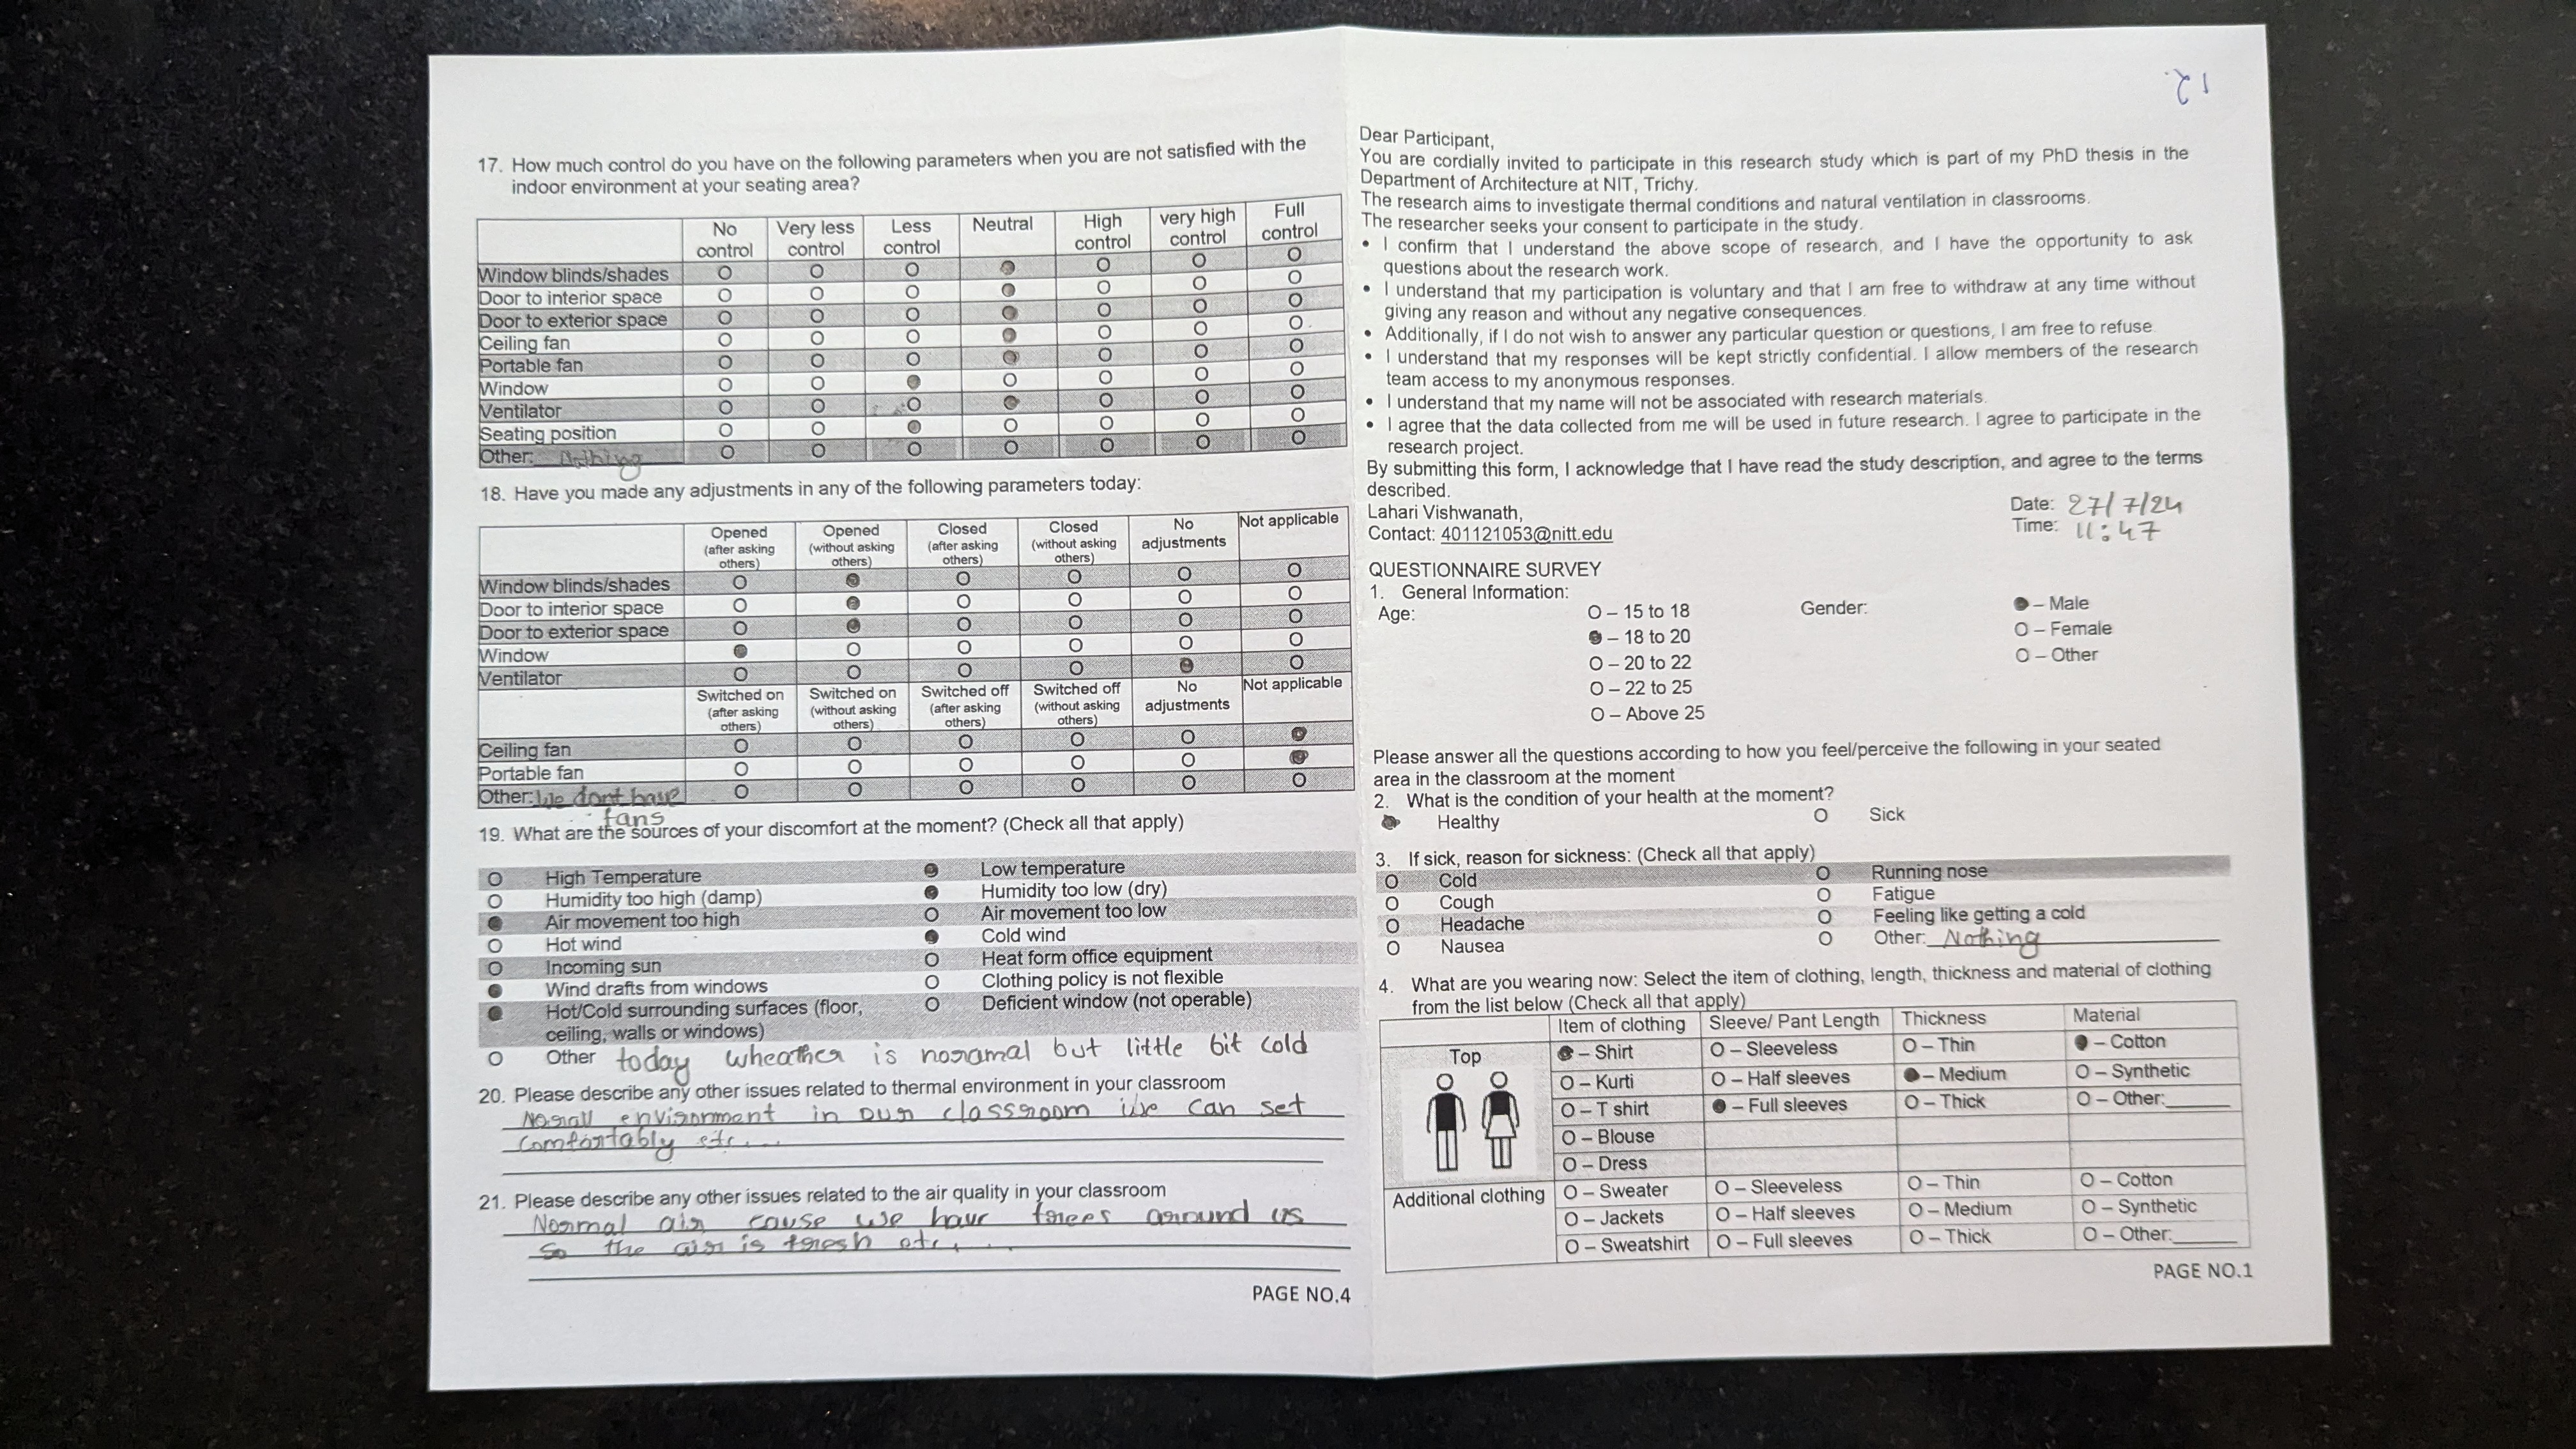 17. How much control do you have on the following parameters when you are not satisfied with the
indoor environment at your seating area?
No control Very less control Less control Neutral High control very high control Full control
Window blinds/shades O O O ● O O O
Door to interior space O O O ● O O O
Door to exterior space O O O ● O O O
Ceiling fan O O O ● O O O
Portable fan O O O ● O O O
Window O O ● O O O O
Ventilator O O O ● O O O
Seating position O O ● O O O O
Other: Nothing O O O O O O O
18. Have you made any adjustments in any of the following parameters today:
Opened (after asking others) Opened (without asking others) Closed (after asking others) Closed (without asking others) No adjustments Not applicable
Window blinds/shades O ● O O O O
Door to interior space O ● O O O O
Door to exterior space O ● O O O O
Window ● O O O O O
Ventilator O O O O ● O
Switched on (after asking others) Switched on (without asking others) Switched off (after asking others) Switched off (without asking others) No adjustments Not applicable
Ceiling fan O O O O O ●
Portable fan O O O O O ●
Other: We dont have O O O O O O
fans
19. What are the sources of your discomfort at the moment? (Check all that apply)
O High Temperature ● Low temperature
O Humidity too high (damp) ● Humidity too low (dry)
● Air movement too high O Air movement too low
O Hot wind ● Cold wind
O Incoming sun O Heat form office equipment
● Wind drafts from windows O Clothing policy is not flexible
● Hot/Cold surrounding surfaces (floor, O Deficient window (not operable)
ceiling, walls or windows)
O Other today wheather is noramal but little bit cold
20. Please describe any other issues related to thermal environment in your classroom
environment in our classroom we can set
comfortably etc....
21. Please describe any other issues related to the air quality in your classroom
Normal air cause we have trees around us
So the air is fresh etc....
PAGE NO.4
12.
Dear Participant,
You are cordially invited to participate in this research study which is part of my PhD thesis in the
Department of Architecture at NIT, Trichy.
The research aims to investigate thermal conditions and natural ventilation in classrooms.
The researcher seeks your consent to participate in the study.
• I confirm that I understand the above scope of research, and I have the opportunity to ask
questions about the research work.
• I understand that my participation is voluntary and that I am free to withdraw at any time without
giving any reason and without any negative consequences.
• Additionally, if I do not wish to answer any particular question or questions, I am free to refuse.
• I understand that my responses will be kept strictly confidential. I allow members of the research
team access to my anonymous responses.
• I understand that my name will not be associated with research materials.
• I agree that the data collected from me will be used in future research. I agree to participate in the
research project.
By submitting this form, I acknowledge that I have read the study description, and agree to the terms
described.
Lahari Vishwanath,
Contact: 401121053@nitt.edu
Date: 27/7/24
Time: 11:47
QUESTIONNAIRE SURVEY
1. General Information:
Age: O – 15 to 18 Gender: ● – Male
● – 18 to 20 O – Female
O – 20 to 22 O – Other
O – 22 to 25
O – Above 25
Please answer all the questions according to how you feel/perceive the following in your seated
area in the classroom at the moment
2. What is the condition of your health at the moment?
● Healthy O Sick
3. If sick, reason for sickness: (Check all that apply)
O Cold O Running nose
O Cough O Fatigue
O Headache O Feeling like getting a cold
O Nausea O Other: Nothing
4. What are you wearing now: Select the item of clothing, length, thickness and material of clothing
from the list below (Check all that apply)
Item of clothing Sleeve/ Pant Length Thickness Material
Top ● – Shirt O – Sleeveless O – Thin ● – Cotton
O – Kurti O – Half sleeves ● – Medium O – Synthetic
O – T shirt ● – Full sleeves O – Thick O – Other:
O – Blouse
O – Dress
Additional clothing O – Sweater O – Sleeveless O – Thin O – Cotton
O – Jackets O – Half sleeves O – Medium O – Synthetic
O – Sweatshirt O – Full sleeves O – Thick O – Other:
PAGE NO.1